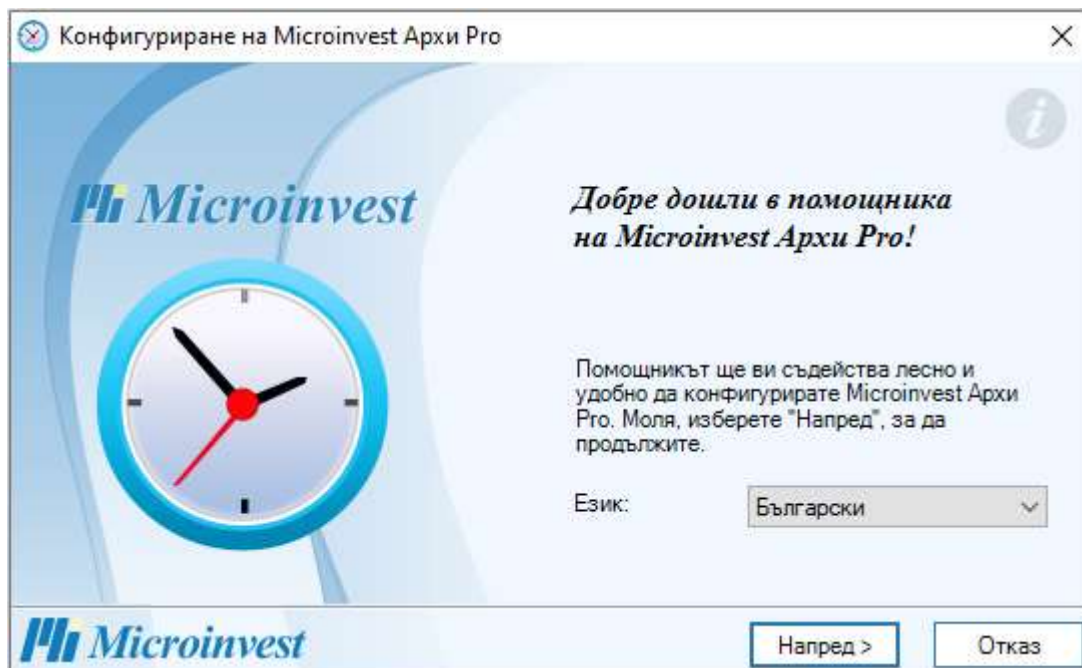 Конфигуриране на Microinvest Архи Pro
Microinvest
Добре дошли в помощника
на Microinvest Архи Pro!
Помощникът ще ви съдейства лесно и
удобно да конфигурирате Microinvest Архи
Pro. Моля, изберете "Напред", за да
продължите.
Език:
Български
Microinvest
Напред >
Отказ